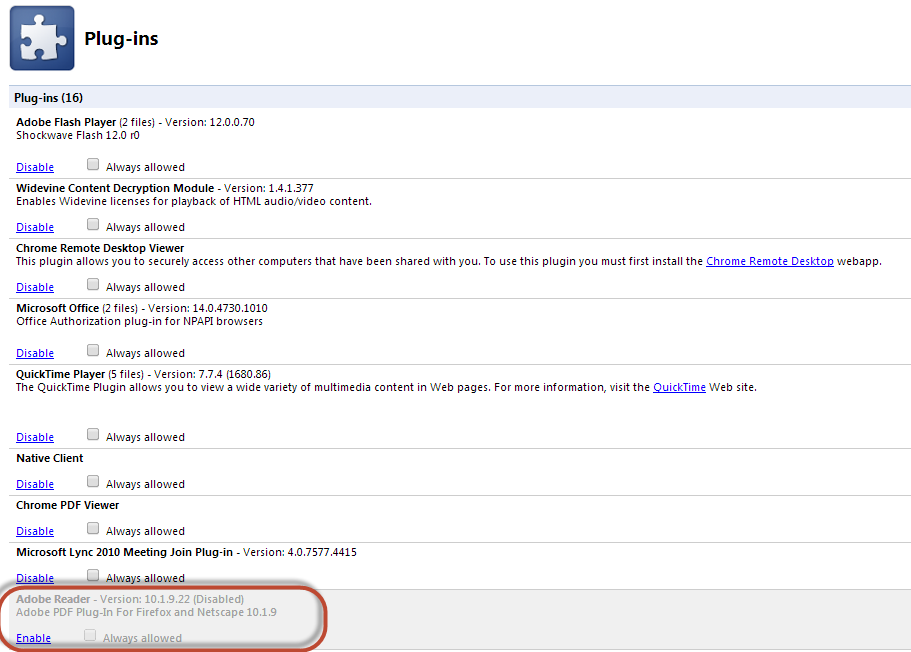 Plug-ins
Plug-ins (16)
Adobe Flash Player (2 files) - Version: 12.0.0.70
Shockwave Flash 12.0 r0
Disable Always allowed
Widevine Content Decryption Module - Version: 1.4.1.377
Enables Widevine licenses for playback of HTML audio/video content.
Disable Always allowed
Chrome Remote Desktop Viewer
This plugin allows you to securely access other computers that have been shared with you. To use this plugin you must first install the Chrome Remote Desktop webapp.
Disable Always allowed
Microsoft Office (2 files) - Version: 14.0.4730.1010
Office Authorization plug-in for NPAPI browsers
Disable Always allowed
QuickTime Player (5 files) - Version: 7.7.4 (1680.86)
The QuickTime Plugin allows you to view a wide variety of multimedia content in Web pages. For more information, visit the QuickTime Web site.
Disable Always allowed
Native Client
Disable Always allowed
Chrome PDF Viewer
Disable Always allowed
Microsoft Lync 2010 Meeting Join Plug-in - Version: 4.0.7577.4415
Disable Always allowed
Adobe Reader - Version: 10.1.9.22 (Disabled)
Adobe PDF Plug-In For Firefox and Netscape 10.1.9
Enable Always allowed